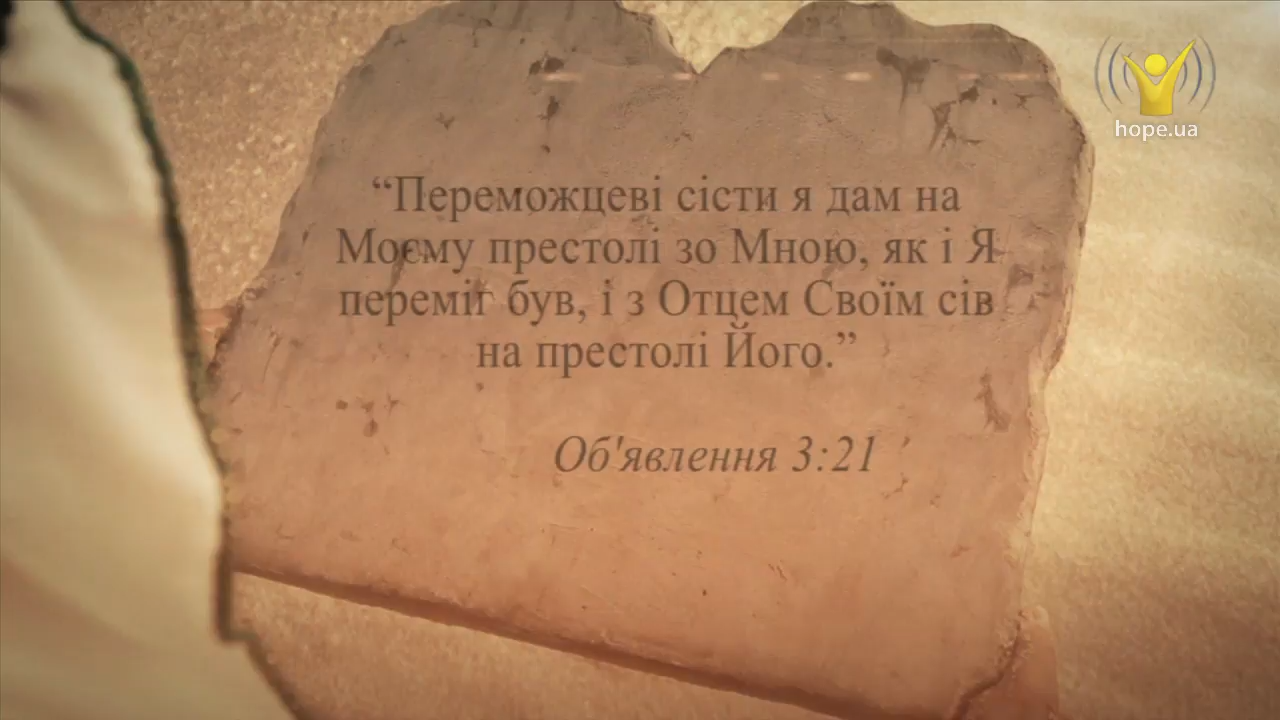 hope.ua
“Переможцеві сісти я дам на
Моєму престолі зо Мною, як і Я
переміг був, і з Отцем Своїм сів
на престолі Його.”
Об'явлення 3:21